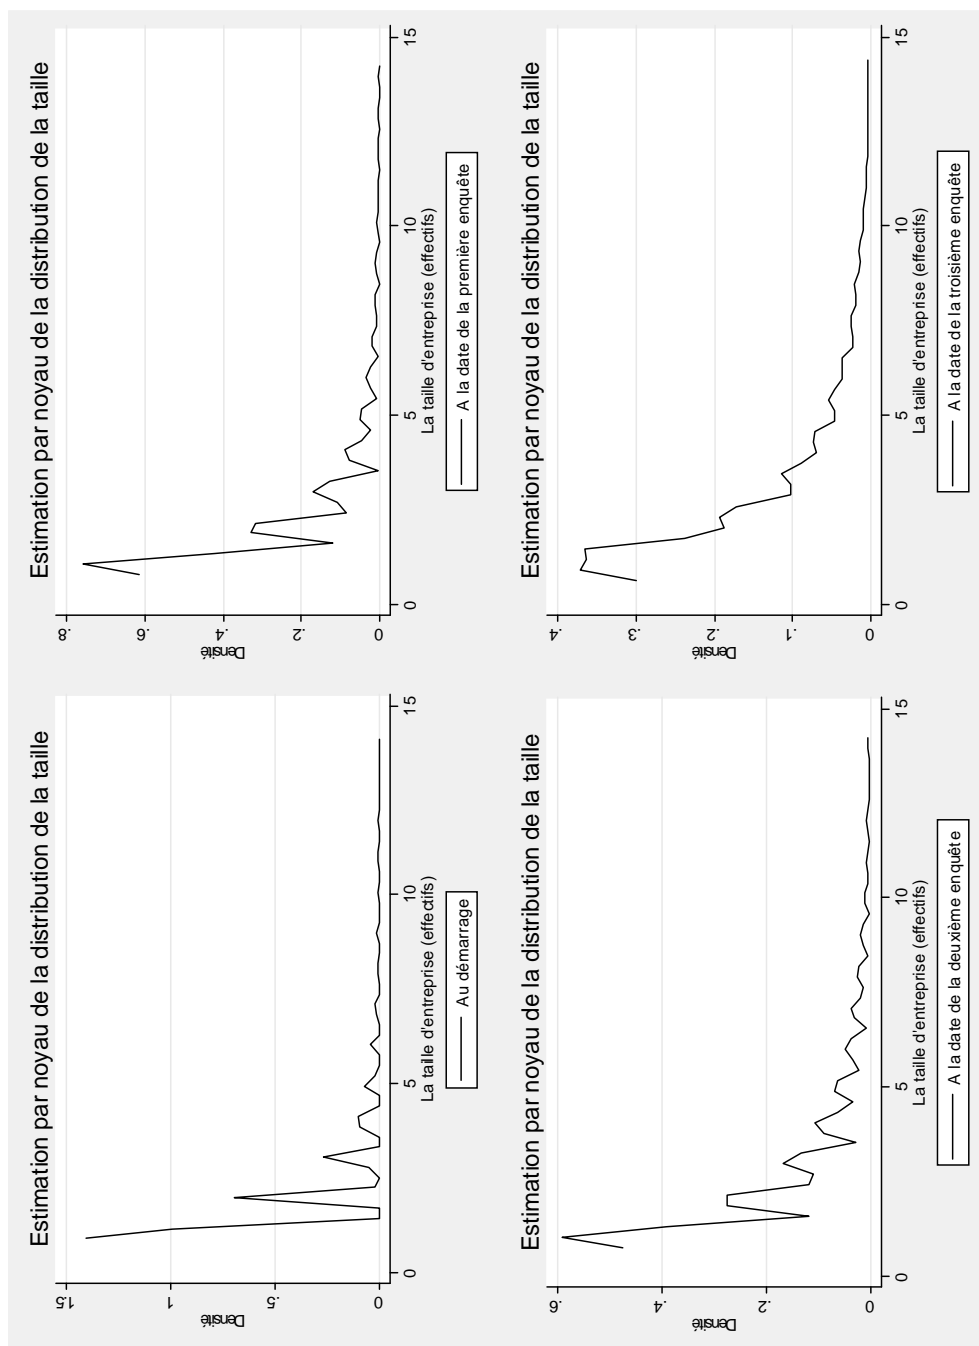 Estimation par noyau de la distribution de la taille
Densité
1.5
1
.5
0
0 5 10 15
La taille d'entreprise (effectifs)
Au démarrage
Estimation par noyau de la distribution de la taille
Densité
.8
.6
.4
.2
0
0 5 10 15
La taille d'entreprise (effectifs)
A la date de la première enquête
Estimation par noyau de la distribution de la taille
Densité
.6
.4
.2
0
0 5 10 15
La taille d'entreprise (effectifs)
A la date de la deuxième enquête
Estimation par noyau de la distribution de la taille
Densité
.4
.3
.2
.1
0
0 5 10 15
La taille d'entreprise (effectifs)
A la date de la troisième enquête